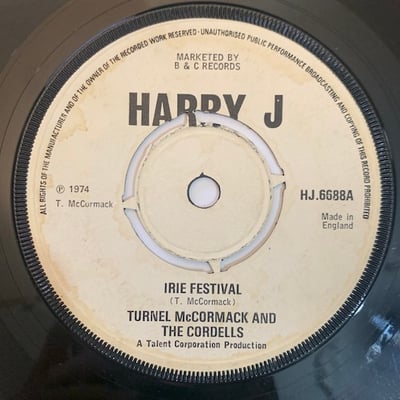 ALL RIGHTS OF THE MANUFACTURER AND OF THE OWNER OF THE RECORDED WORK RESERVED · UNAUTHORISED PUBLIC PERFORMANCE BROADCASTING AND COPYING OF THIS RECORD PROHIBITED
MARKETED BY
B & C RECORDS
HARRY J
℗ 1974
T. McCormack
HJ.6688A
Made in
England
IRIE FESTIVAL
(T. McCormack)
TURNEL McCORMACK AND
THE CORDELLS
A Talent Corporation Production